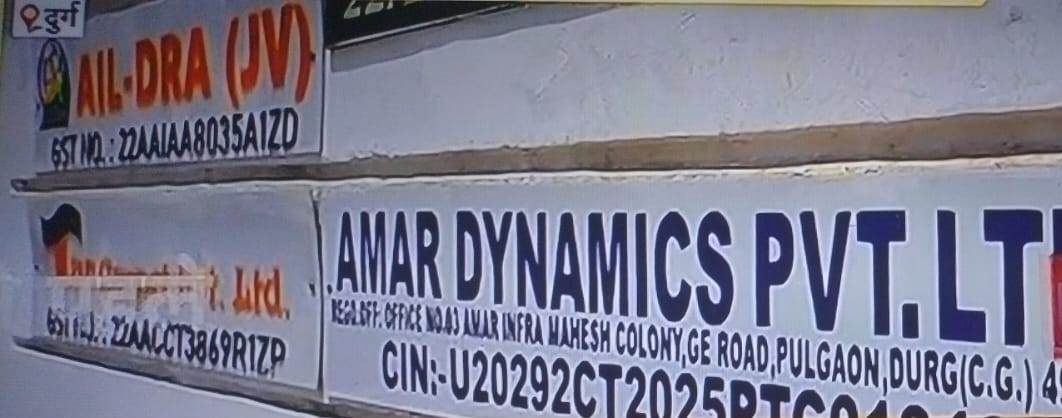 दुर्ग
AIL-DRA (JV)
GST NO.: 22AAIAA8035A1ZD
t. Ltd.
GST NO.: 22AACCT3869R1ZP
AMAR DYNAMICS PVT. LT
REGD.OFF: OFFICE NO.03 AMAR INFRA MAHESH COLONY,GE ROAD,PULGAON,DURG(C.G.)
CIN:-U20292CT2025PTC